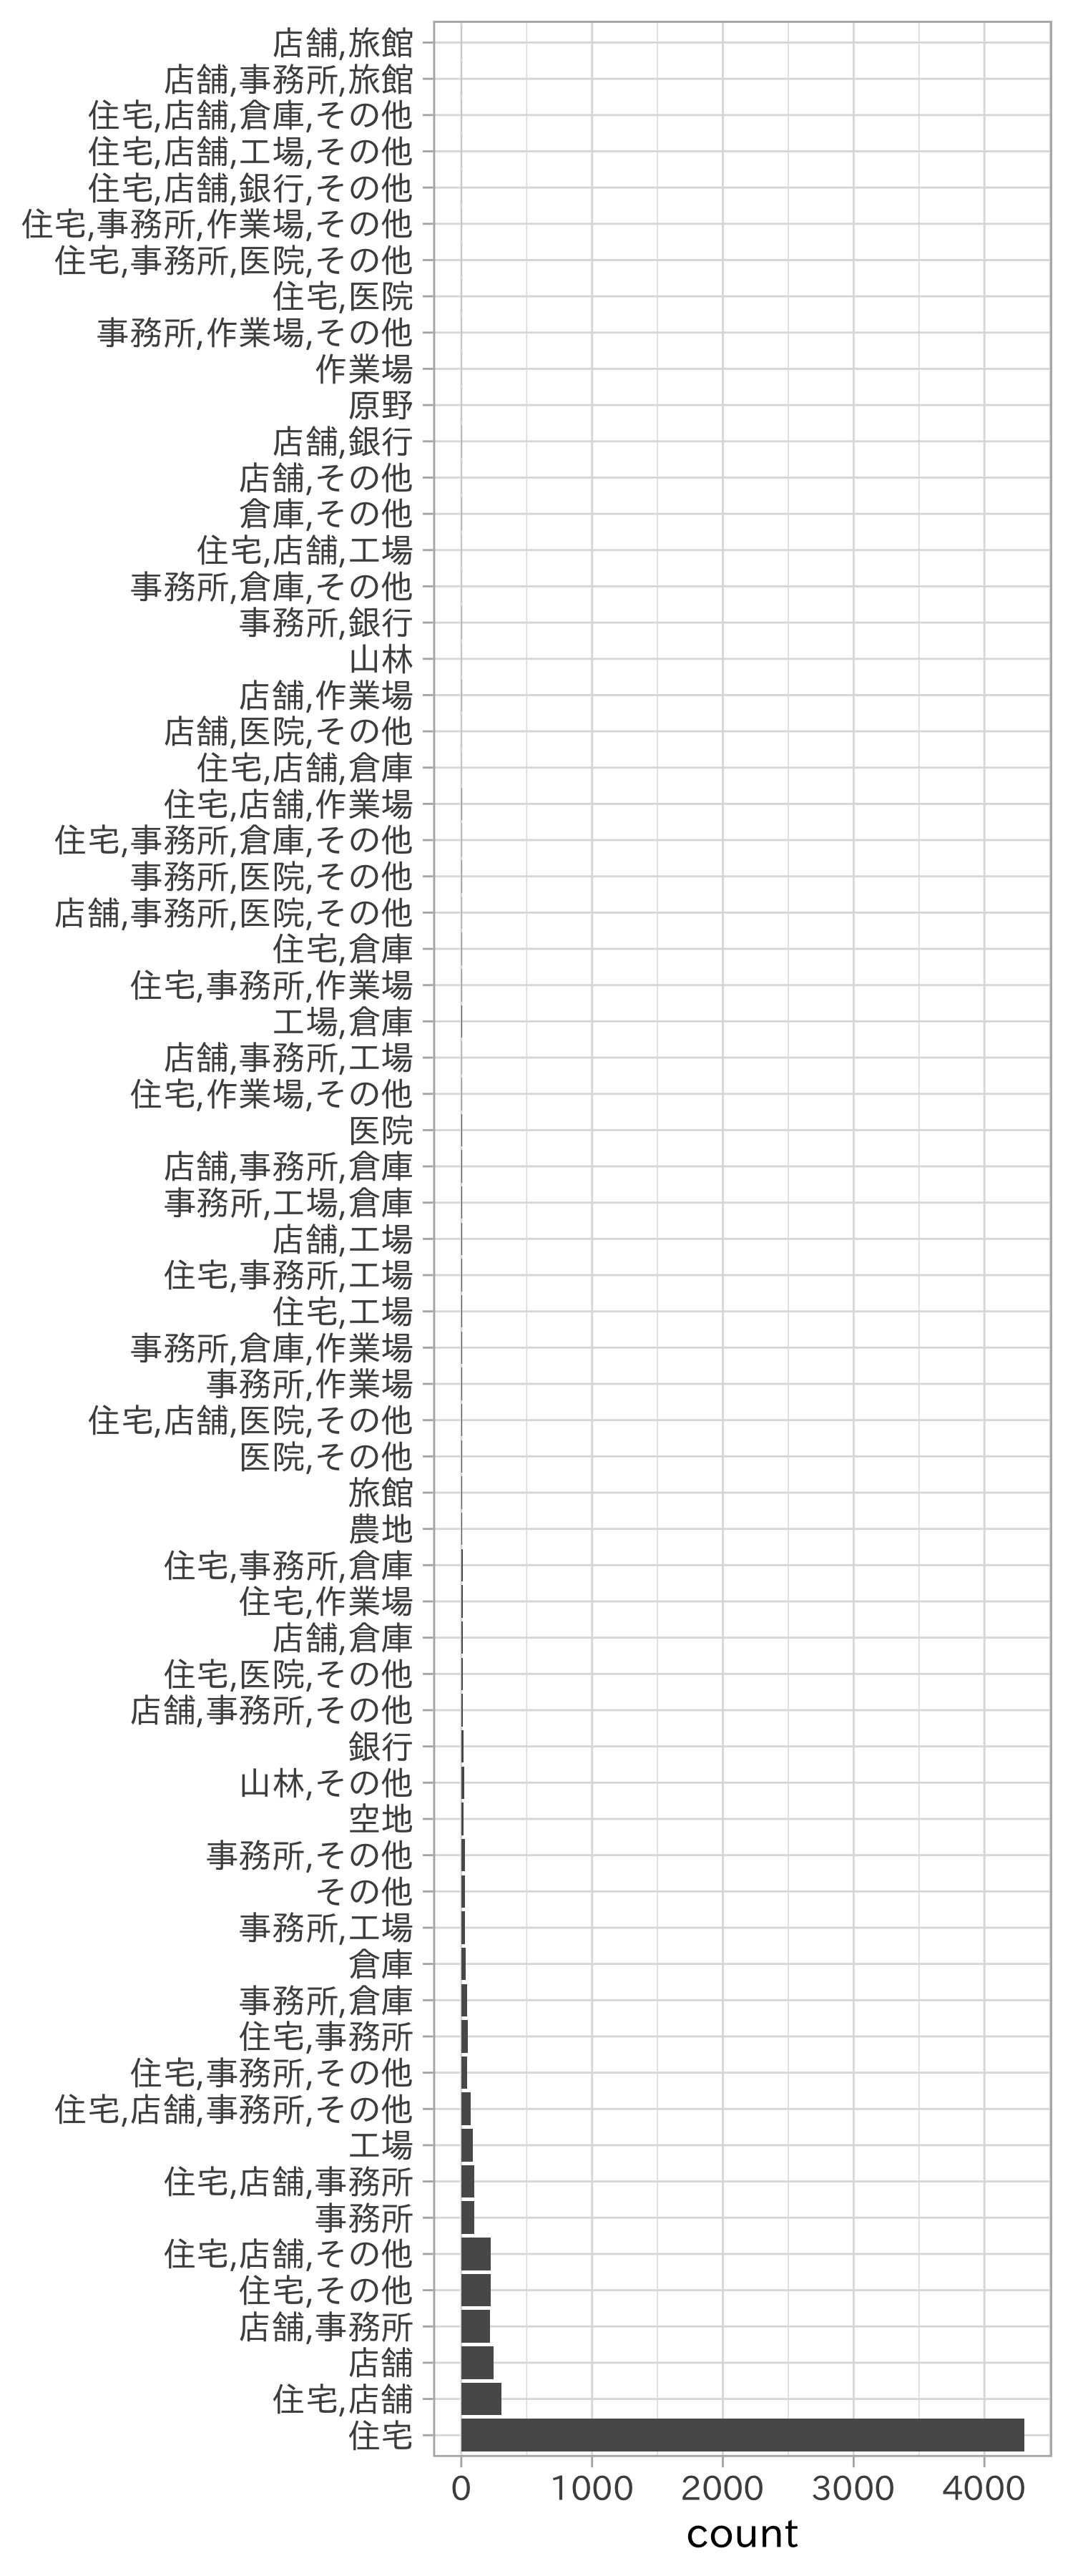 店舗,旅館
店舗,事務所,旅館
住宅,店舗,倉庫,その他
住宅,店舗,工場,その他
住宅,店舗,銀行,その他
住宅,事務所,作業場,その他
住宅,事務所,医院,その他
住宅,医院
事務所,作業場,その他
作業場
原野
店舗,銀行
店舗,その他
倉庫,その他
住宅,店舗,工場
事務所,倉庫,その他
事務所,銀行
山林
店舗,作業場
店舗,医院,その他
住宅,店舗,倉庫
住宅,店舗,作業場
住宅,事務所,倉庫,その他
事務所,医院,その他
店舗,事務所,医院,その他
住宅,倉庫
住宅,事務所,作業場
工場,倉庫
店舗,事務所,工場
住宅,作業場,その他
医院
店舗,事務所,倉庫
事務所,工場,倉庫
店舗,工場
住宅,事務所,工場
住宅,工場
事務所,倉庫,作業場
事務所,作業場
住宅,店舗,医院,その他
医院,その他
旅館
農地
住宅,事務所,倉庫
住宅,作業場
店舗,倉庫
住宅,医院,その他
店舗,事務所,その他
銀行
山林,その他
空地
事務所,その他
その他
事務所,工場
倉庫
事務所,倉庫
住宅,事務所
住宅,事務所,その他
住宅,店舗,事務所,その他
工場
住宅,店舗,事務所
事務所
住宅,店舗,その他
住宅,その他
店舗,事務所
店舗
住宅,店舗
住宅
0 1000 2000 3000 4000
count